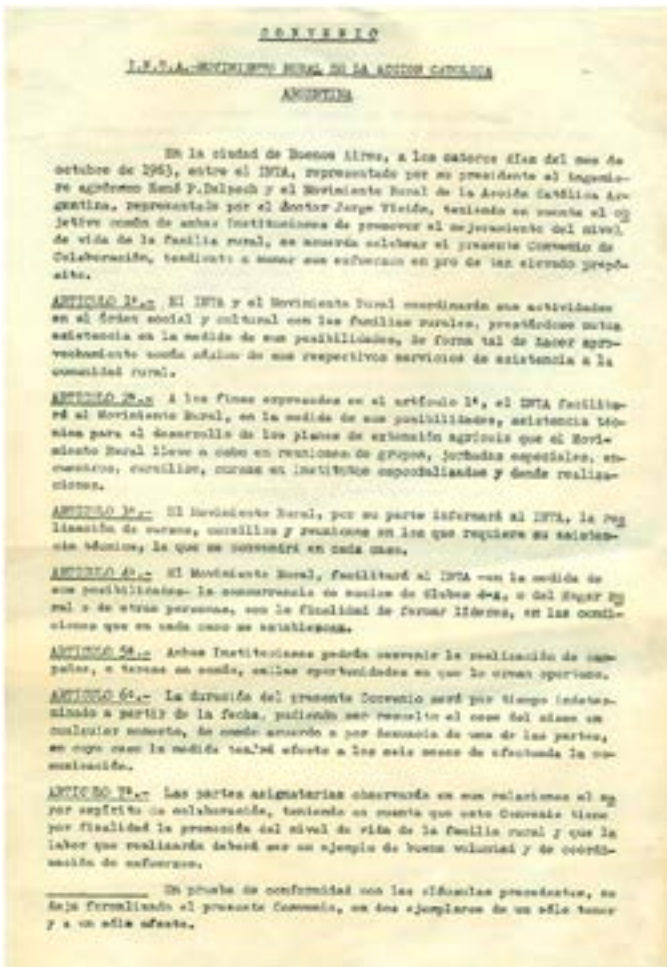 CONVENIO
I.N.T.A.-MOVIMIENTO RURAL DE LA ACCION CATOLICA
ARGENTINA
En la ciudad de Buenos Aires, a los catorce días del mes de
octubre de 1963, entre el INTA, representado por su presidente el ingenie-
ro agrónomo René P.Delpech y el Movimiento Rural de la Acción Católica Ar-
gentina, representado por el doctor Jorge, teniendo en cuenta el ob
jetivo común de ambas Instituciones de promover el mejoramiento del nivel
de vida de la familia rural, se acuerda celebrar el presente Convenio de
Colaboración, tendiente a sumar sus esfuerzos en pro de tan elevado propó-
sito.
ARTICULO 1º.- El INTA y el Movimiento Rural coordinarán sus actividades
en el órden social y cultural con las familias rurales, prestándose mutua
asistencia en la medida de sus posibilidades, de forma tal de hacer apro-
vechamiento común máximo de sus respectivos servicios de asistencia a la
comunidad rural.
ARTICULO 2º.- A los fines expresados en el artículo 1º, el INTA facilita-
rá al Movimiento Rural, en la medida de sus posibilidades, asistencia téc-
nica para el desarrollo de los planes de extensión agrícola que el Movi-
miento Rural lleve a cabo en reuniones de grupos, jornadas especiales, en-
cuentros, cursillos, cursos en Institutos especializados y demás realiza-
ciones.
ARTICULO 3º.- El Movimiento Rural, por su parte informará al INTA, la rea
lización de cursos, cursillos y reuniones en los que requiera su asisten-
cia técnica, la que se convendrá en cada caso.
ARTICULO 4º.- El Movimiento Rural, facilitará al INTA -en la medida de
sus posibilidades- la concurrencia de socios de Clubes 4-A, o del Hogar Ru
ral o de otras personas, con la finalidad de formar líderes, en las condi-
ciones que en cada caso se establezcan.
ARTICULO 5º.- Ambas Instituciones podrán convenir la realización de cam-
pañas, o tareas en común, en las oportunidades en que lo crean oportuno.
ARTICULO 6º.- La duración del presente Convenio será por tiempo indeter-
minado a partir de la fecha, pudiendo ser resuelto el cese del mismo en
cualquier momento, de común acuerdo o por denuncia de una de las partes,
en cuyo caso la medida tendrá efecto a los seis meses de efectuada la co-
municación.
ARTICULO 7º.- Las partes signatarias observarán en sus relaciones el ma
yor espíritu de colaboración, teniendo en cuenta que este Convenio tiene
por finalidad la promoción del nivel de vida de la familia rural y que la
labor que realizarán deberá ser un ejemplo de buena voluntad y de coordi-
nación de esfuerzos.
En prueba de conformidad con las cláusulas precedentes, se
deja formalizado el presente Convenio, en dos ejemplares de un sólo tenor
y a un sólo efecto.